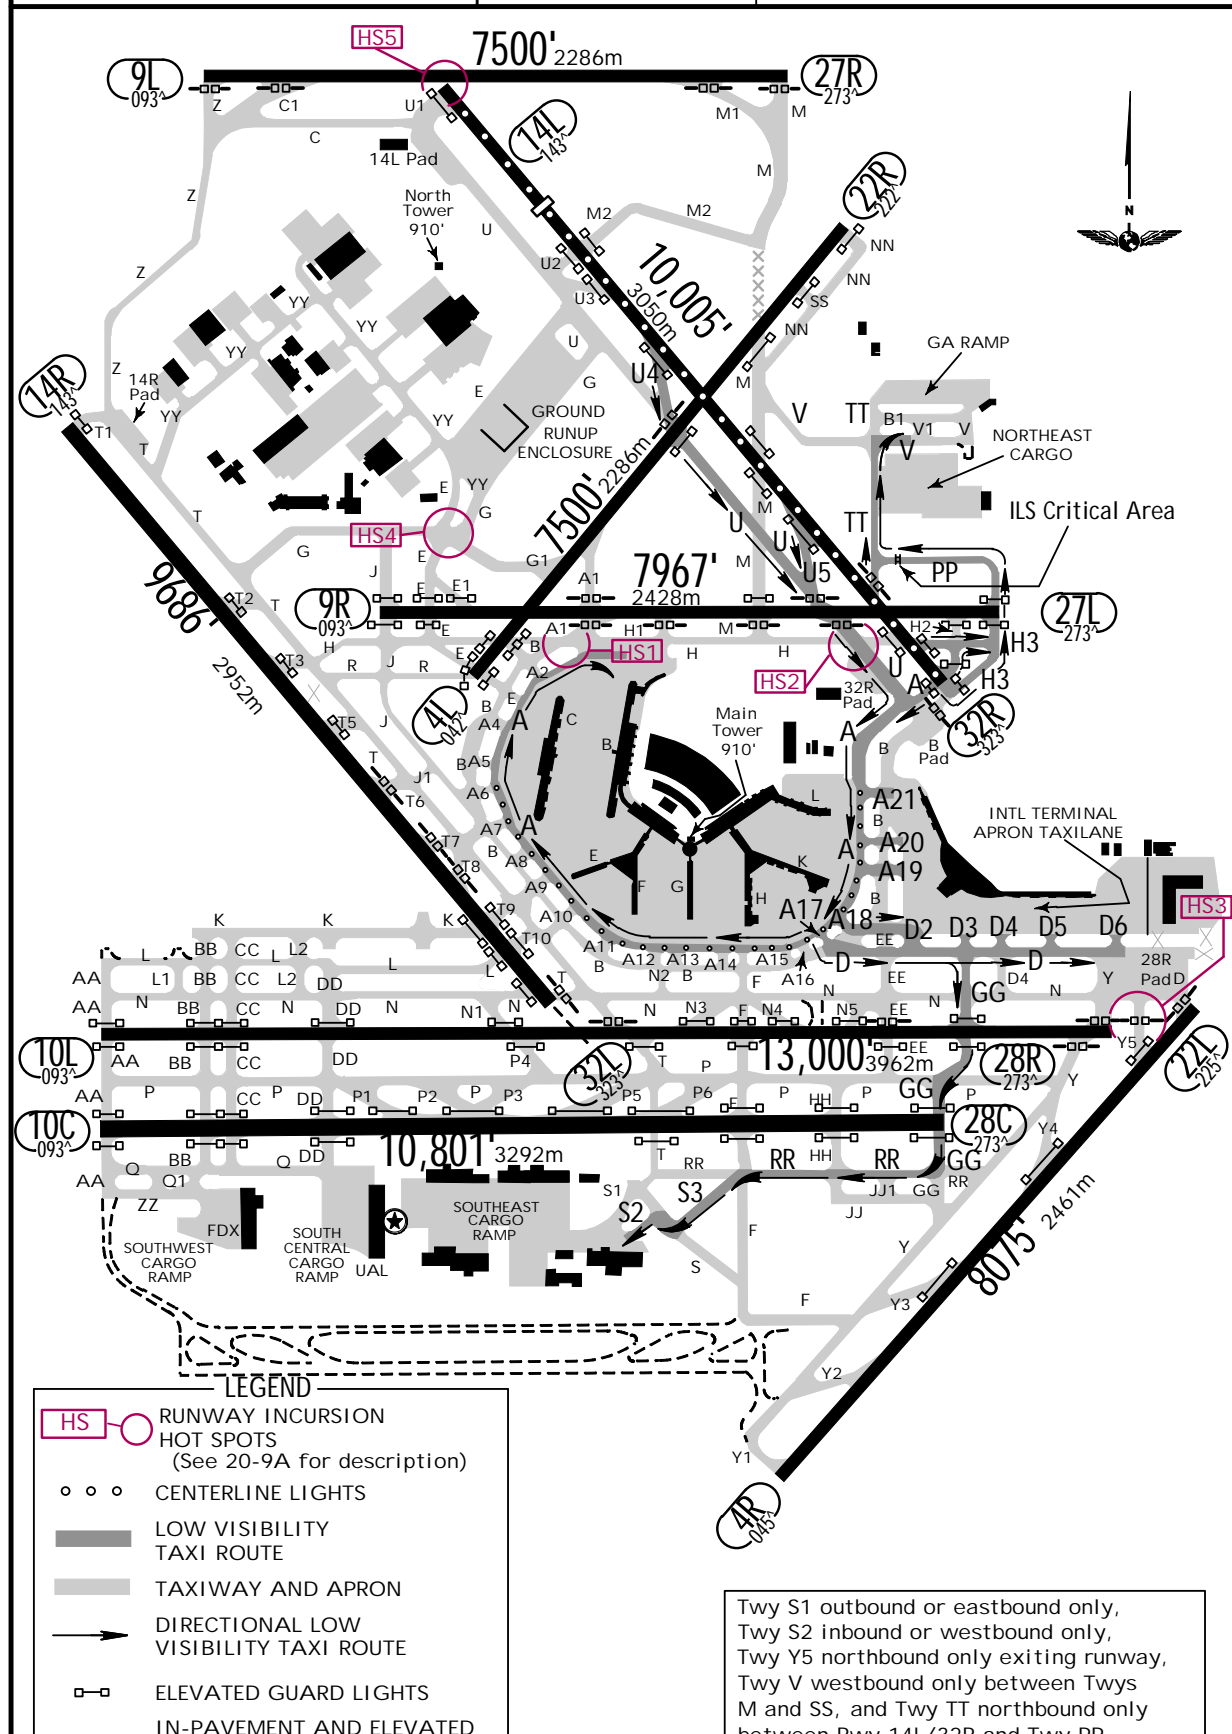 HS5
7500' 2286m
9L
093^
27R
273^
Z
C1
U1
M1
M
C
14L
143^
14L Pad
22R
222^
North
Tower
910'
M
Z
U
M2
M2
N
NN
U2
10,005'
3050m
Z
YY
U3
SS
NN
YY
NN
U
GA RAMP
YY
14R
143^
14R
Pad
Z
YY
U4
M
E
G
GROUND
RUNUP
ENCLOSURE
V
TT
B1
V1
V
NORTHEAST
CARGO
T1
T
YY
V
J
7500' 2286m
E
YY
G
ILS Critical Area
M
T
HS4
U
U
TT
H
PP
G
E
G1
7967'
2428m
M
9686'
2952m
J
E
E1
A1
U5
T2
9R
093^
27L
273^
T
E
A1
H1
M
H2
H
B
HS1
H
H
U
H3
T3
R
J
R
E
A2
HS2
A
H3
4L
042^
B
E
32R
Pad
T5
J
A4
A
C
B
Main
Tower
910'
A
B
B
Pad
32R
323^
T
J1
B
A5
L
A6
A21
INTL TERMINAL
APRON TAXILANE
T6
A7
A
B
T7
B
A8
E
K
A
A20
T8
A9
F
G
H
A19
T9
A10
A17
B
HS3
K
K
K
A18
T10
A11
A12
A13
A14
A15
A16
D2
D3
D4
D5
D6
BB
CC
L2
EE
L
L
L
L
B
N2
B
F
D
D
28R
Pad
D
AA
L1
BB
CC
L2
DD
T
N
EE
D4
Y
AA
N
BB
CC
DD
N
N1
N
N
N3
F
N4
N5
EE
N
GG
N
10L
093^
AA
BB
CC
DD
P4
32L
323^
T
P
13,000' 3962m
EE
28R
273^
Y5
22L
225^
AA
P
BB
CC
P
DD
P1
P2
P
P3
P5
P6
F
P
HH
P
GG
P
Y
10C
093^
10,801' 3292m
28C
273^
Y4
AA
Q
BB
Q
DD
T
RR
RR
HH
RR
GG
RR
Q1
ZZ
S1
S3
JJ1
GG
2461m
8075'
FDX
SOUTHWEST
CARGO
RAMP
SOUTH
CENTRAL
CARGO
RAMP
UAL
SOUTHEAST
CARGO
RAMP
S2
F
JJ
S
Y
F
Y3
Y2
Y1
4R
045^
LEGEND
HS
RUNWAY INCURSION
HOT SPOTS
(See 20-9A for description)
CENTERLINE LIGHTS
LOW VISIBILITY
TAXI ROUTE
TAXIWAY AND APRON
DIRECTIONAL LOW
VISIBILITY TAXI ROUTE
ELEVATED GUARD LIGHTS
IN-PAVEMENT AND ELEVATED
Twy S1 outbound or eastbound only,
Twy S2 inbound or westbound only,
Twy Y5 northbound only exiting runway,
Twy V westbound only between Twys
M and SS, and Twy TT northbound only
between Rwy 14L/32R and Twy PP